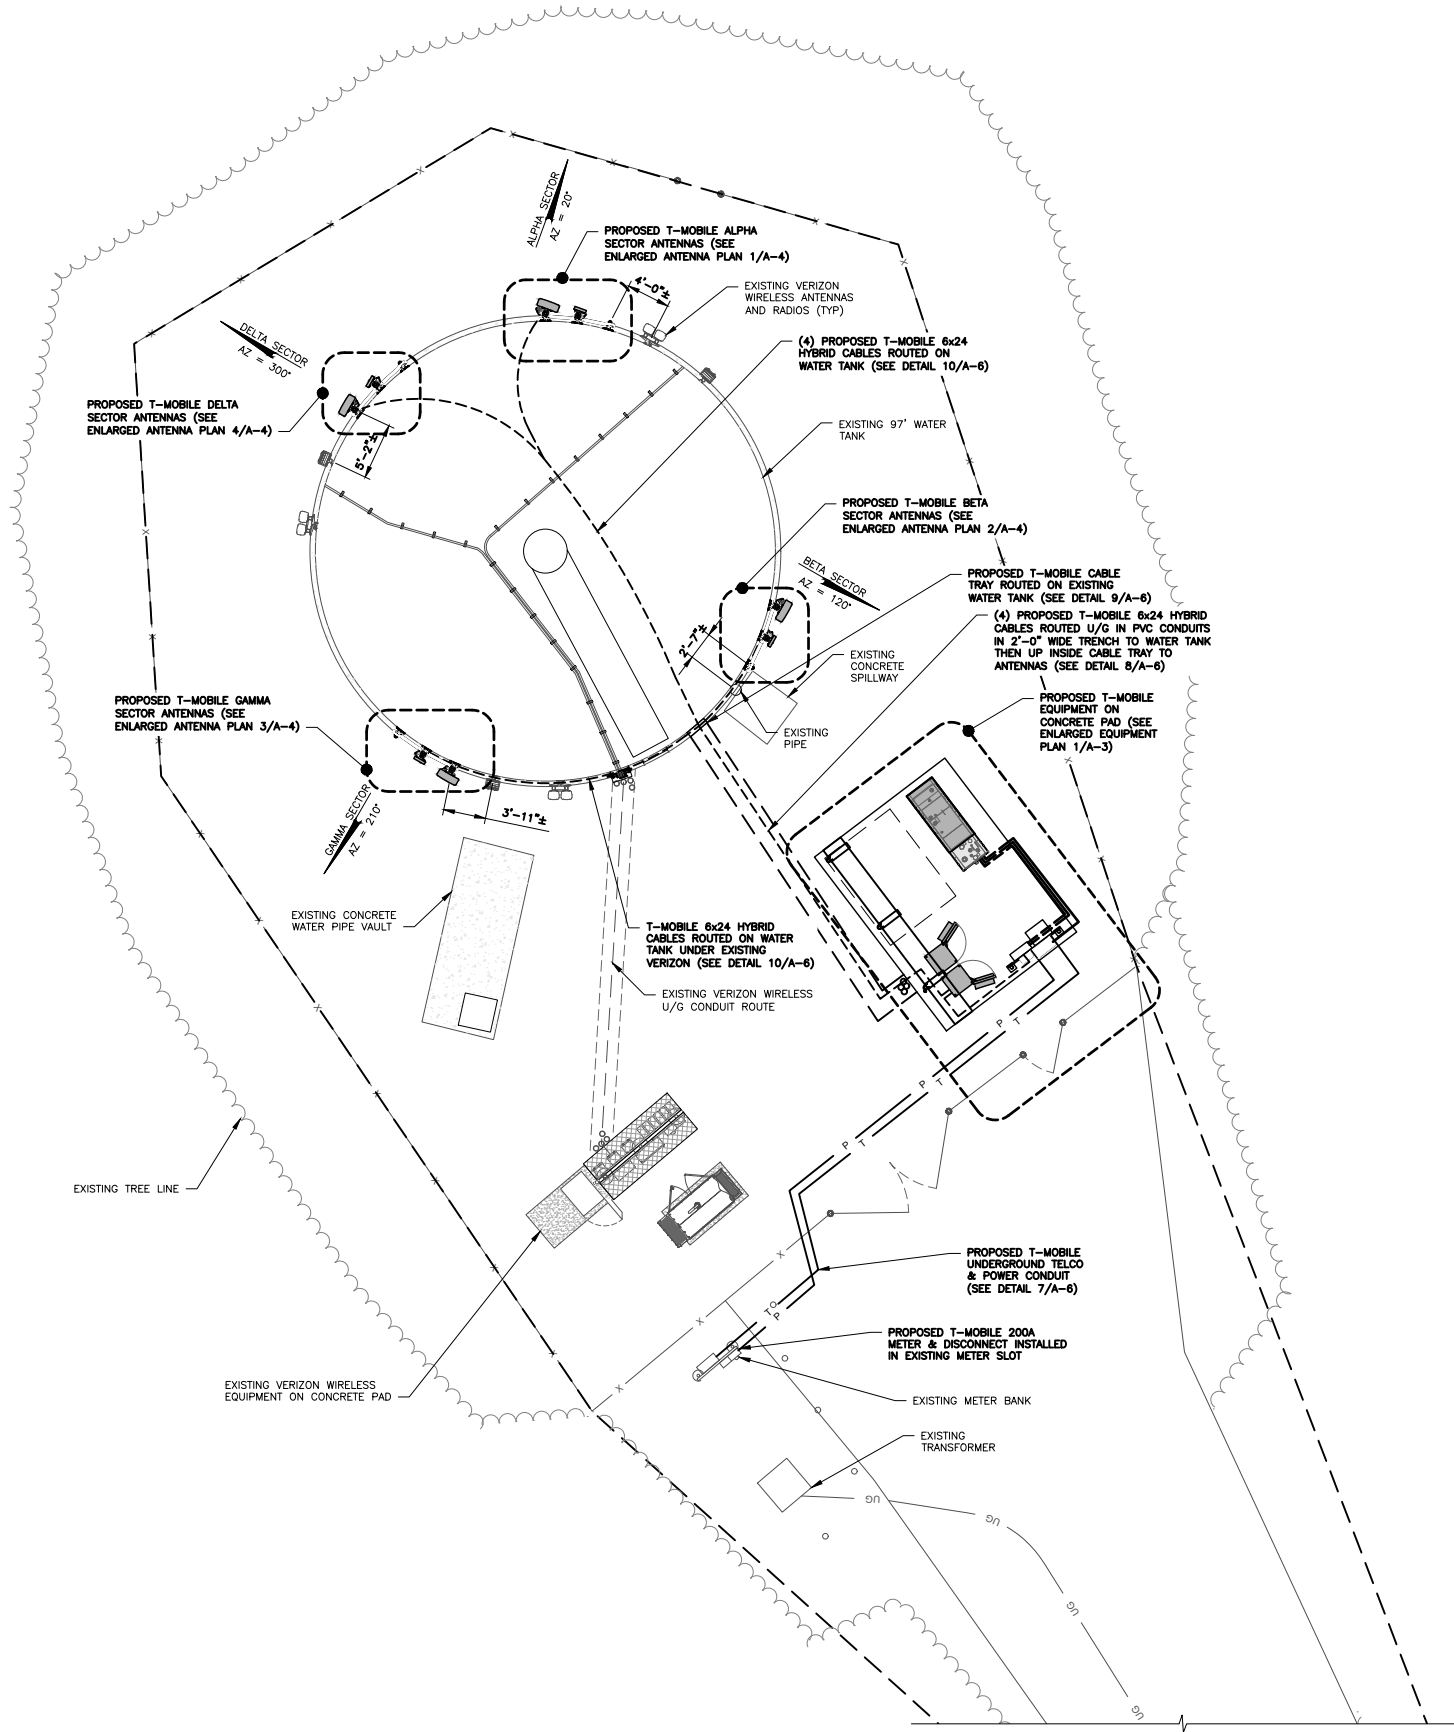 ALPHA SECTOR
AZ = 20°
PROPOSED T-MOBILE ALPHA
SECTOR ANTENNAS (SEE
ENLARGED ANTENNA PLAN 1/A-4)
4'-0"±
EXISTING VERIZON
WIRELESS ANTENNAS
AND RADIOS (TYP)
DELTA SECTOR
AZ = 300°
(4) PROPOSED T-MOBILE 6x24
HYBRID CABLES ROUTED ON
WATER TANK (SEE DETAIL 10/A-6)
PROPOSED T-MOBILE DELTA
SECTOR ANTENNAS (SEE
ENLARGED ANTENNA PLAN 4/A-4)
5'-2"±
EXISTING 97' WATER
TANK
PROPOSED T-MOBILE BETA
SECTOR ANTENNAS (SEE
ENLARGED ANTENNA PLAN 2/A-4)
BETA SECTOR
AZ = 120°
PROPOSED T-MOBILE CABLE
TRAY ROUTED ON EXISTING
WATER TANK (SEE DETAIL 9/A-6)
(4) PROPOSED T-MOBILE 6x24 HYBRID
CABLES ROUTED U/G IN PVC CONDUITS
IN 2'-0" WIDE TRENCH TO WATER TANK
THEN UP INSIDE CABLE TRAY TO
ANTENNAS (SEE DETAIL 8/A-6)
2'-7"±
EXISTING
CONCRETE
SPILLWAY
PROPOSED T-MOBILE GAMMA
SECTOR ANTENNAS (SEE
ENLARGED ANTENNA PLAN 3/A-4)
PROPOSED T-MOBILE
EQUIPMENT ON
CONCRETE PAD (SEE
ENLARGED EQUIPMENT
PLAN 1/A-3)
EXISTING
PIPE
GAMMA SECTOR
AZ = 210°
3'-11"±
EXISTING CONCRETE
WATER PIPE VAULT
T-MOBILE 6x24 HYBRID
CABLES ROUTED ON WATER
TANK UNDER EXISTING
VERIZON (SEE DETAIL 10/A-6)
EXISTING VERIZON WIRELESS
U/G CONDUIT ROUTE
P
T
P
T
P
T
EXISTING TREE LINE
PROPOSED T-MOBILE
UNDERGROUND TELCO
& POWER CONDUIT
(SEE DETAIL 7/A-6)
T
P
PROPOSED T-MOBILE 200A
METER & DISCONNECT INSTALLED
IN EXISTING METER SLOT
EXISTING VERIZON WIRELESS
EQUIPMENT ON CONCRETE PAD
EXISTING METER BANK
EXISTING
TRANSFORMER
UG
UG
UG
UG